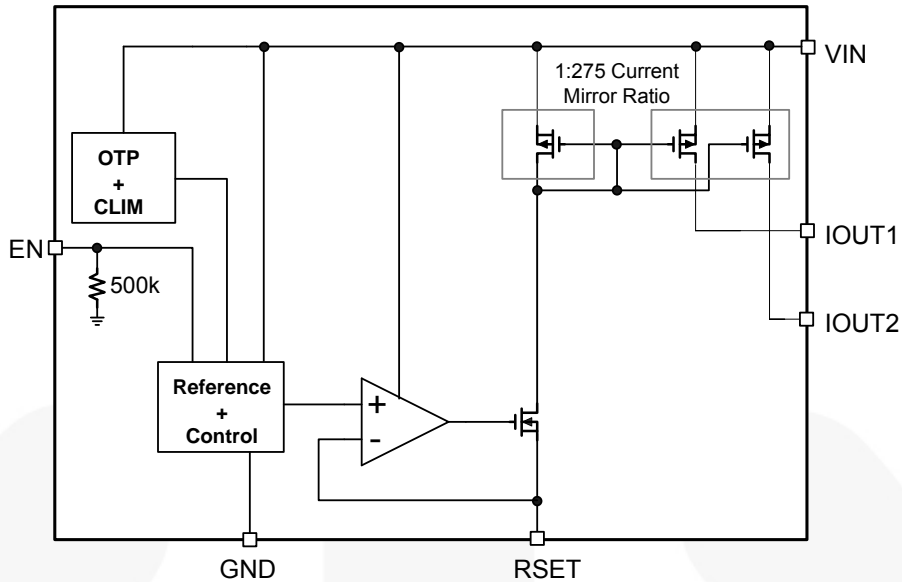 VIN
1:275 Current
Mirror Ratio
OTP
+
CLIM
IOUT1
EN
500k
IOUT2
Reference
+
Control
+
-
GND
RSET